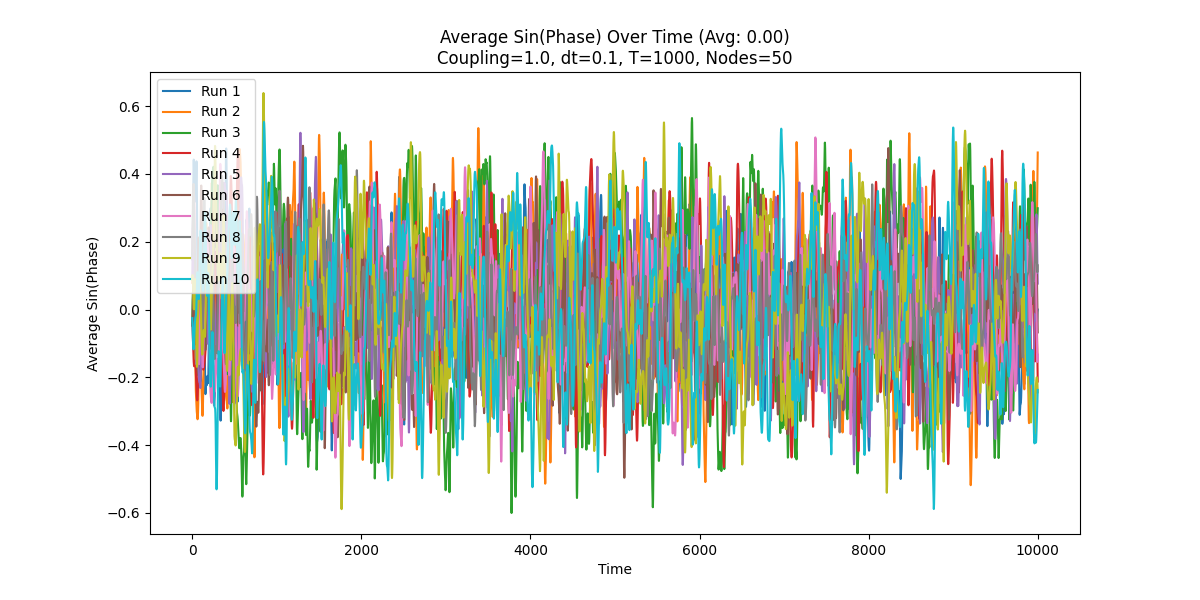 Average Sin(Phase) Over Time (Avg: 0.00)
Coupling=1.0, dt=0.1, T=1000, Nodes=50
Run 1
Run 2
Run 3
Run 4
Run 5
Run 6
Run 7
Run 8
Run 9
Run 10
0.6
0.4
0.2
0.0
−0.2
−0.4
−0.6
Average Sin(Phase)
0 2000 4000 6000 8000 10000
Time